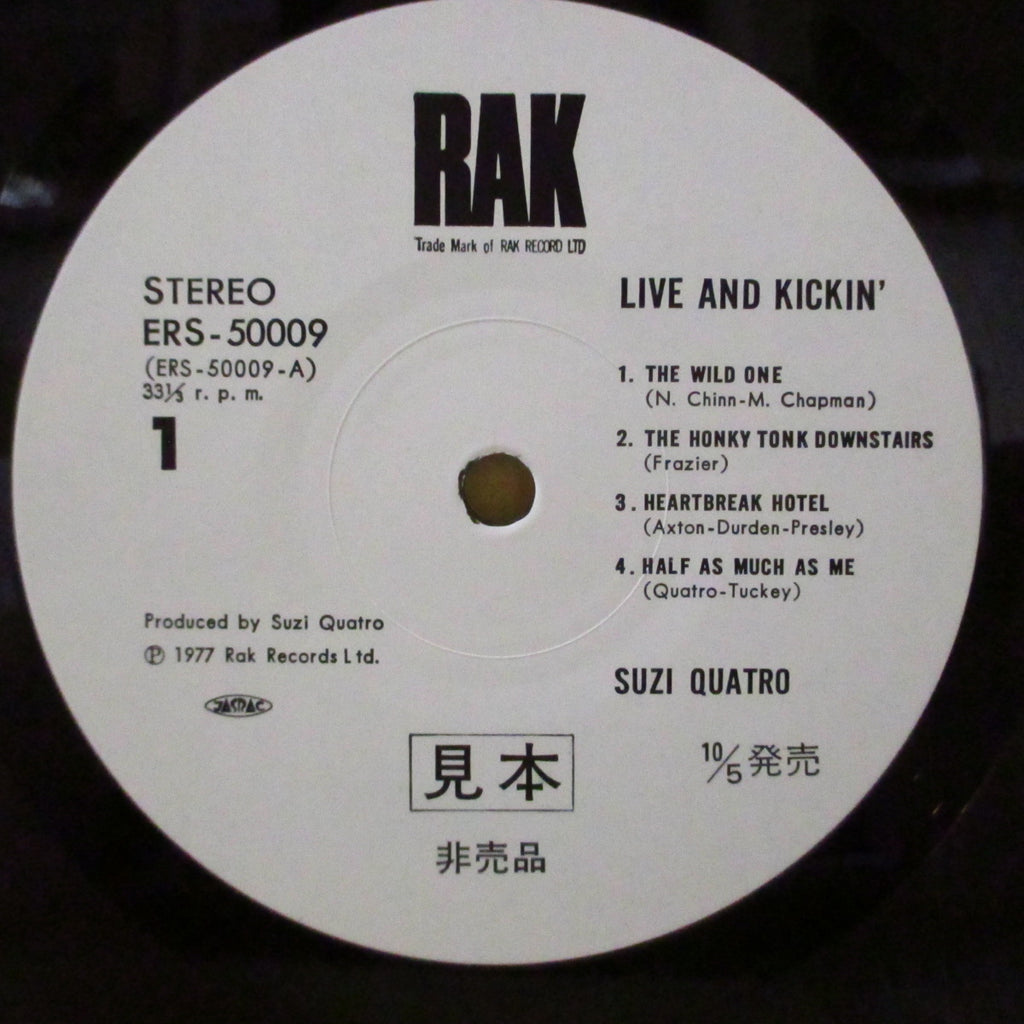 RAK
Trade Mark of RAK RECORD LTD
STEREO
ERS-50009
(ERS-50009-A)
33⅓ r. p. m.
1
LIVE AND KICKIN'
1. THE WILD ONE
(N. Chinn-M. Chapman)
2. THE HONKY TONK DOWNSTAIRS
(Frazier)
3. HEARTBREAK HOTEL
(Axton-Durden-Presley)
4. HALF AS MUCH AS ME
(Quatro-Tuckey)
Produced by Suzi Quatro
Ⓟ 1977 Rak Records Ltd.
JASRAC
SUZI QUATRO
10/5 発売
見本
非売品